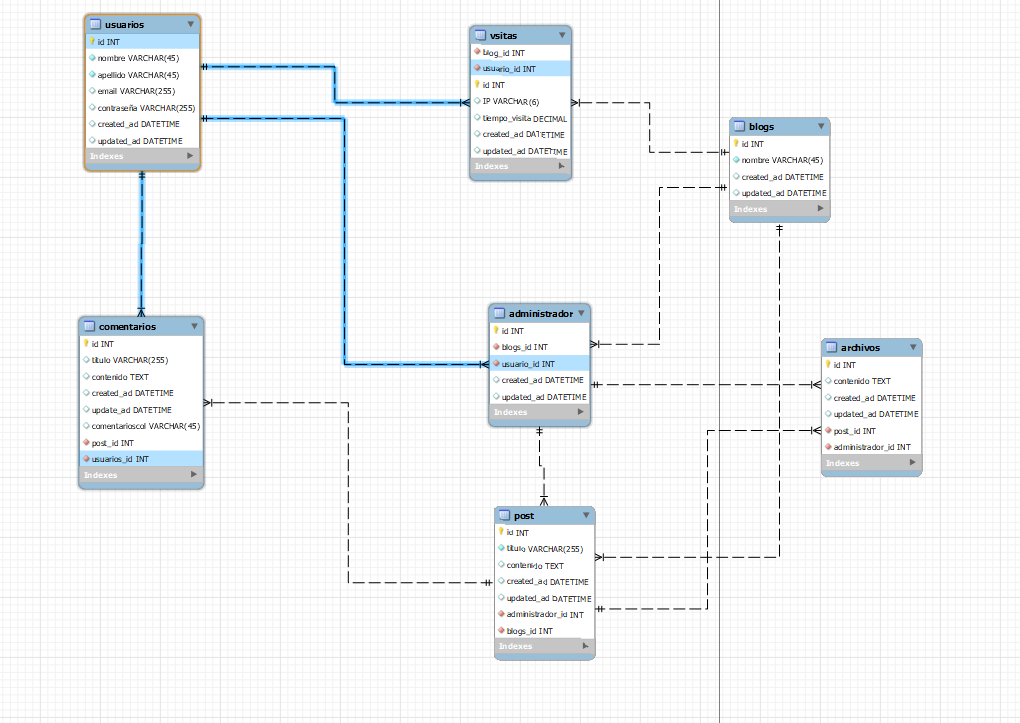 usuarios
id INT
nombre VARCHAR(45)
apellido VARCHAR(45)
email VARCHAR(255)
contraseña VARCHAR(255)
created_ad DATETIME
updated_ad DATETIME
Indexes
vsitas
blog_id INT
usuario_id INT
id INT
IP VARCHAR(6)
tiempo_visita DECIMAL
created_ad DATETIME
updated_ad DATETIME
Indexes
blogs
id INT
nombre VARCHAR(45)
created_ad DATETIME
updated_ad DATETIME
Indexes
comentarios
id INT
titulo VARCHAR(255)
contenido TEXT
created_ad DATETIME
update_ad DATETIME
comentarioscol VARCHAR(45)
post_id INT
usuarios_id INT
Indexes
administrador
id INT
blogs_id INT
usuario_id INT
created_ad DATETIME
updated_ad DATETIME
Indexes
archivos
id INT
contenido TEXT
created_ad DATETIME
updated_ad DATETIME
post_id INT
administrador_id INT
Indexes
post
id INT
titulo VARCHAR(255)
contenido TEXT
created_ad DATETIME
updated_ad DATETIME
administrador_id INT
blogs_id INT
Indexes